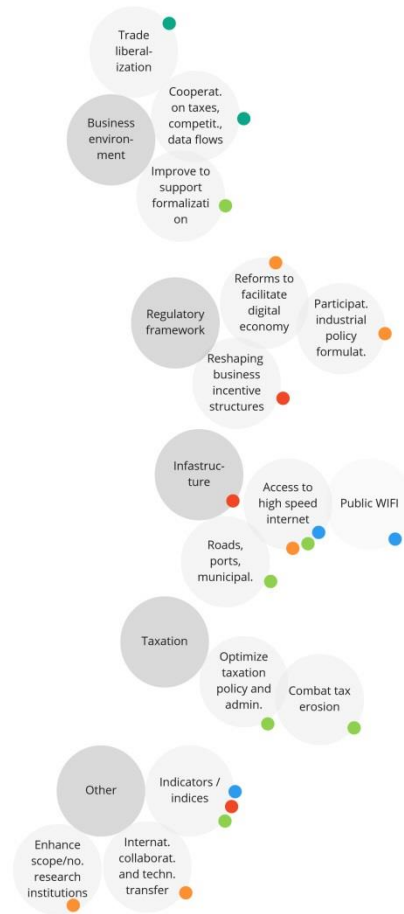 Trade
liberal-
ization
Cooperat.
on taxes,
competit.,
data flows
Business
environ-
ment
Improve to
support
formalizati
on
Reforms to
facilitate
digital
economy
Regulatory
framework
Participat.
industrial
policy
formulat.
Reshaping
business
incentive
structures
Infastruc-
ture
Access to
high speed
internet
Public WIFI
Roads,
ports,
municipal.
Taxation
Optimize
taxation
policy and
admin.
Combat tax
erosion
Other
Indicators /
indices
Enhance
scope/no.
research
institutions
Internat.
collaborat.
and techn.
transfer